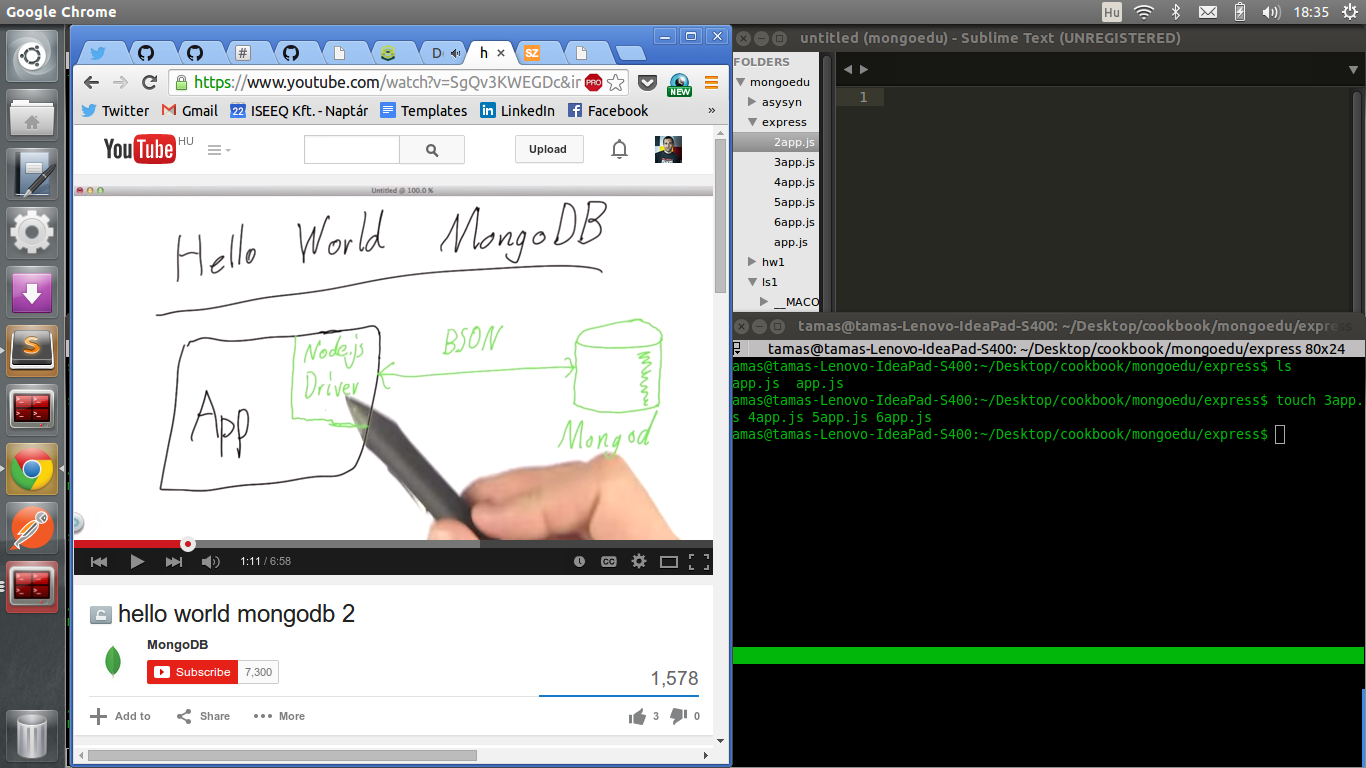 Google Chrome
Hu
18:35
D
h
SZ
https://www.youtube.com/watch?v=SgQv3KWEGDc&in
PRO
NEW
Twitter
Gmail
22 ISEEQ Kft. - Naptár
Templates
LinkedIn
Facebook
»
YouTube HU
Upload
Untitled @ 100.0 %
Hello World MongoDB
Node.js
Driver
App
BSON
Mongod
1:11 / 6:58
CC
hello world mongodb 2
MongoDB
Subscribe 7,300
1,578
Add to
Share
More
3
0
untitled (mongoedu) - Sublime Text (UNREGISTERED)
FOLDERS
mongoedu
asysyn
express
2app.js
3app.js
4app.js
5app.js
6app.js
app.js
hw1
ls1
__MACO
1
tamas@tamas-Lenovo-IdeaPad-S400: ~/Desktop/cookbook/mongoedu/express
tamas@tamas-Lenovo-IdeaPad-S400: ~/Desktop/cookbook/mongoedu/express 80x24
amas@tamas-Lenovo-IdeaPad-S400:~/Desktop/cookbook/mongoedu/express$ ls
app.js  app.js
amas@tamas-Lenovo-IdeaPad-S400:~/Desktop/cookbook/mongoedu/express$ touch 3app.
s 4app.js 5app.js 6app.js
amas@tamas-Lenovo-IdeaPad-S400:~/Desktop/cookbook/mongoedu/express$